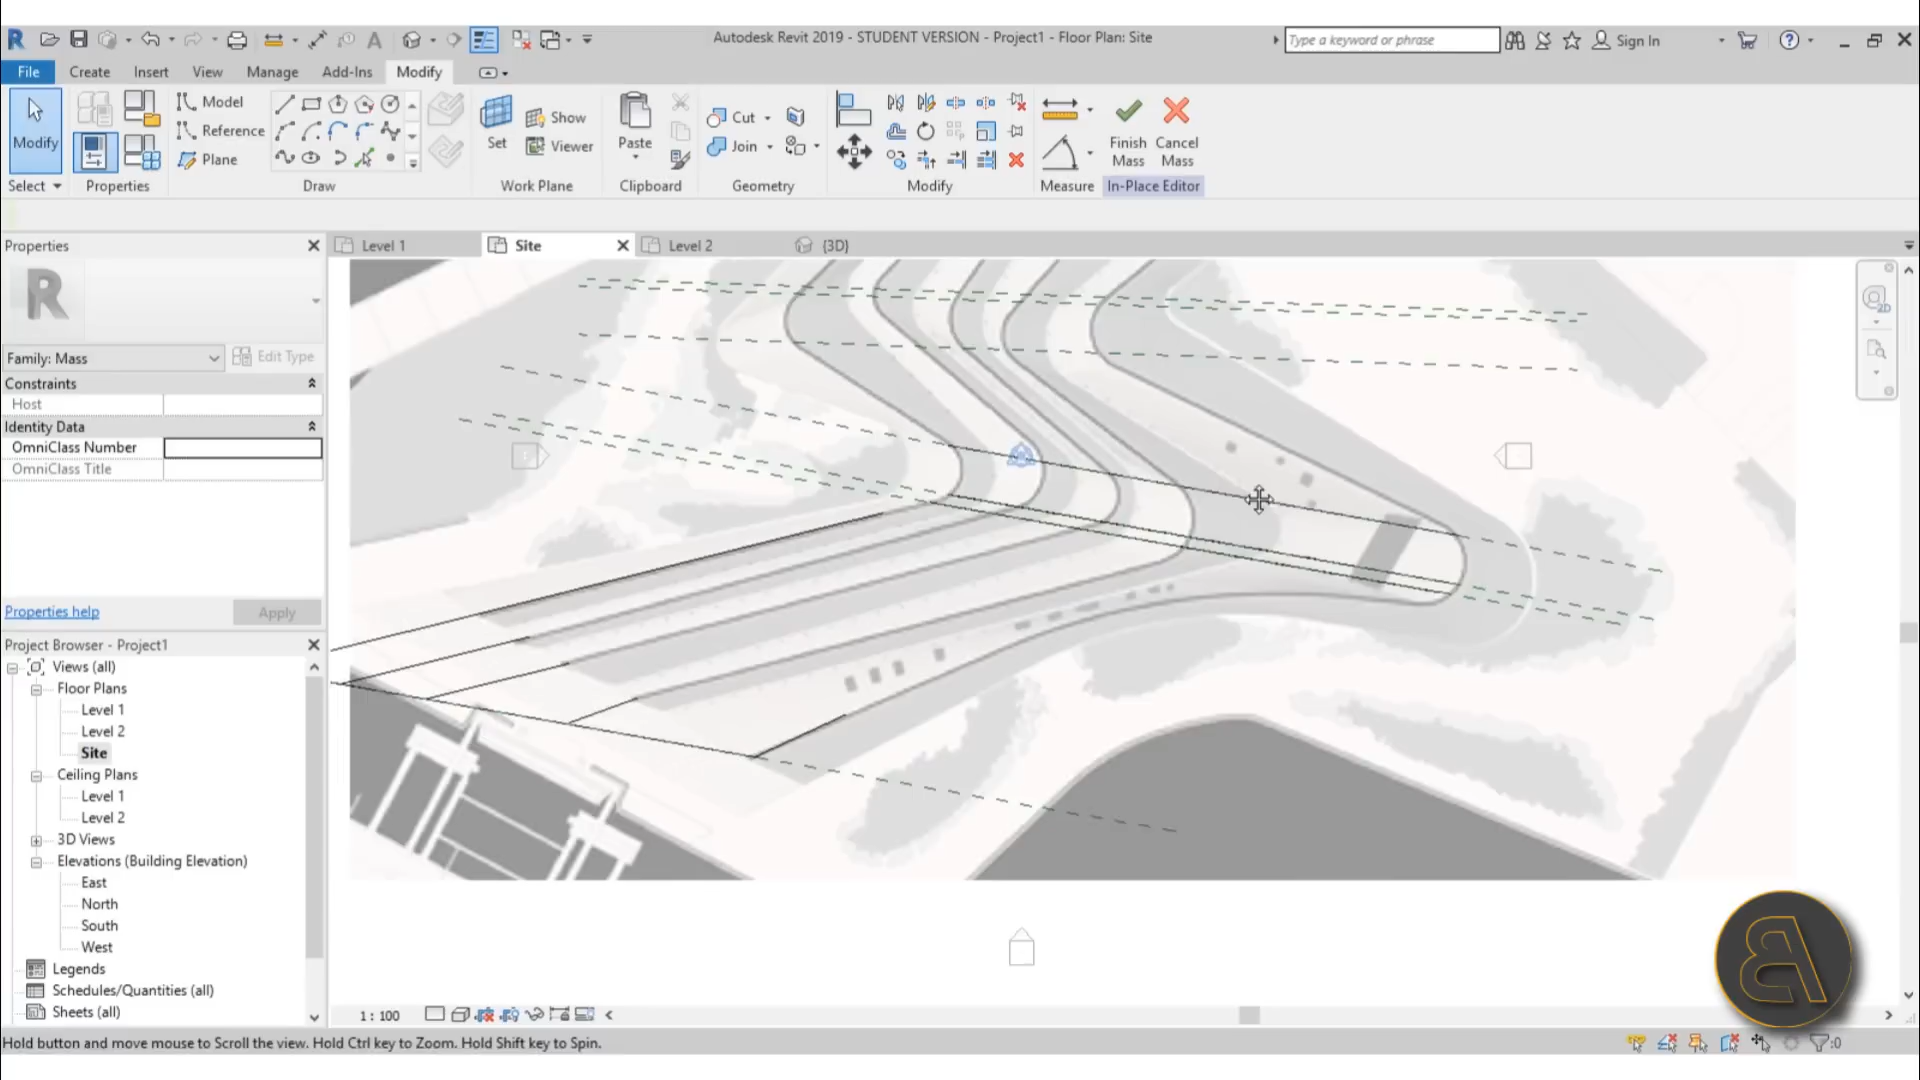 Autodesk Revit 2019 - STUDENT VERSION - Project1 - Floor Plan: Site
Type a keyword or phrase
Sign In
File Create Insert View Manage Add-Ins Modify
Modify
Model
Reference
Plane
Set
Show
Viewer
Paste
Cut
Join
Finish Mass
Cancel Mass
Select Properties Draw Work Plane Clipboard Geometry Modify Measure In-Place Editor
Properties
Level 1
Site
Level 2
{3D}
R
2D
Family: Mass
Edit Type
Constraints
Host
Identity Data
OmniClass Number
OmniClass Title
Properties help
Apply
Project Browser - Project1
Views (all)
Floor Plans
Level 1
Level 2
Site
Ceiling Plans
Level 1
Level 2
3D Views
Elevations (Building Elevation)
East
North
South
West
Legends
Schedules/Quantities (all)
Sheets (all)
1 : 100
Hold button and move mouse to Scroll the view. Hold Ctrl key to Zoom. Hold Shift key to Spin.
:0